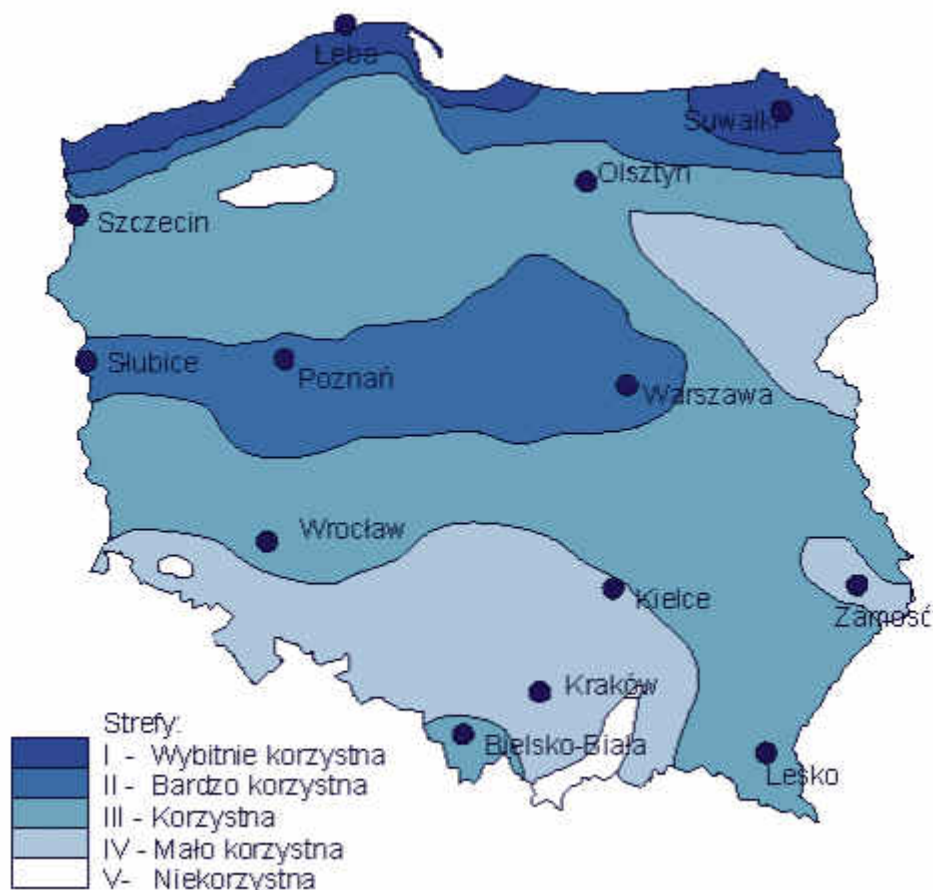 Łeba
Suwałki
Olsztyn
Szczecin
Słubice
Poznań
Warszawa
Wrocław
Kielce
Zamość
Kraków
Bielsko-Biała
Lesko
Strefy:
I - Wybitnie korzystna
II - Bardzo korzystna
III - Korzystna
IV - Mało korzystna
V- Niekorzystna